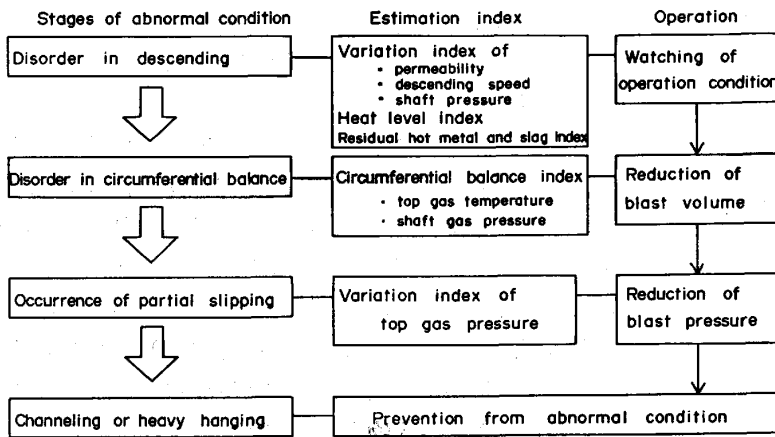 Stages of abnormal condition
Estimation index
Operation
Disorder in descending
Variation index of
• permeability
• descending speed
• shaft pressure
Heat level index
Residual hot metal and slag index
Watching of
operation condition
Disorder in circumferential balance
Circumferential balance index
• top gas temperature
• shaft gas pressure
Reduction of
blast volume
Occurrence of partial slipping
Variation index of
top gas pressure
Reduction of
blast pressure
Channeling or heavy hanging
Prevention from abnormal condition